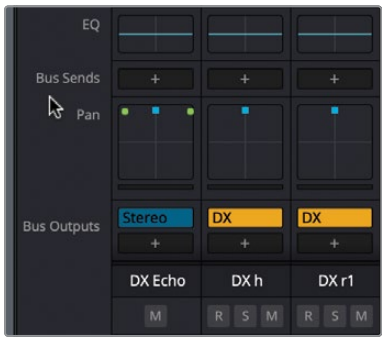 EQ
Bus Sends + + +
Pan
Bus Outputs Stereo DX DX
+ + +
DX Echo DX h DX r1
M R S M R S M